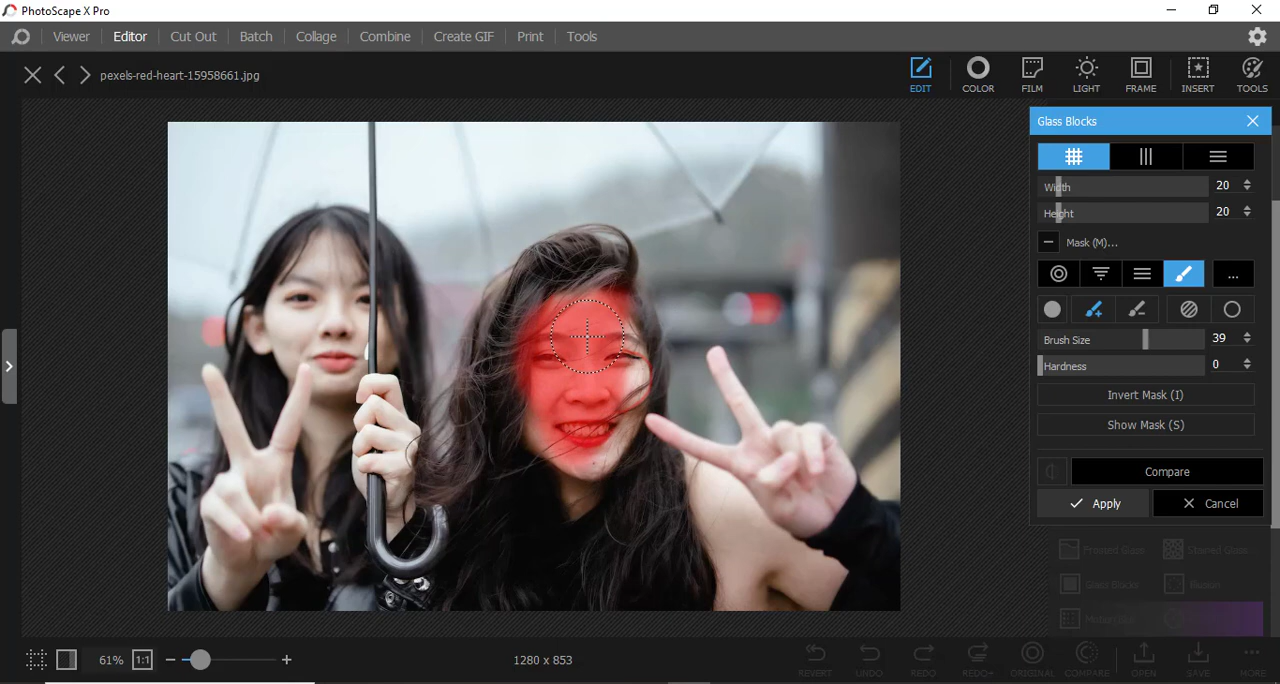 PhotoScape X Pro
Viewer Editor Cut Out Batch Collage Combine Create GIF Print Tools
pexels-red-heart-15958661.jpg
EDIT COLOR FILM LIGHT FRAME INSERT TOOLS
Glass Blocks
Width 20
Height 20
Mask (M)...
...
Brush Size 39
Hardness 0
Invert Mask (I)
Show Mask (S)
Compare
Apply Cancel
Frosted Glass Stained Glass
Glass Blocks
Motion Blur
61% 1:1 1280 x 853
REVERT UNDO REDO REDO+ ORIGINAL COMPARE OPEN SAVE MORE